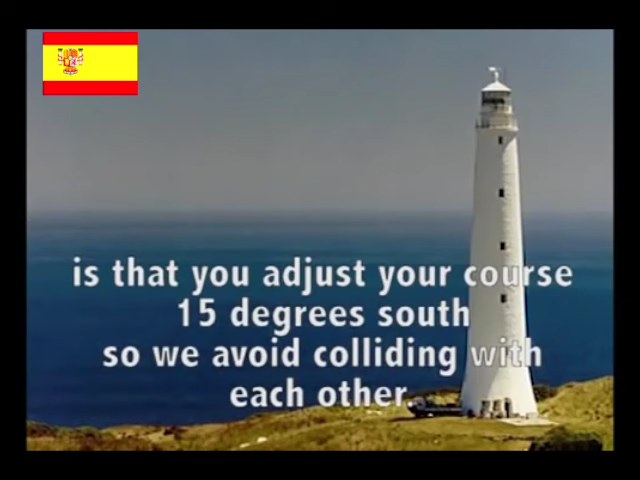 is that you adjust your course
15 degrees south
so we avoid colliding with
each other.